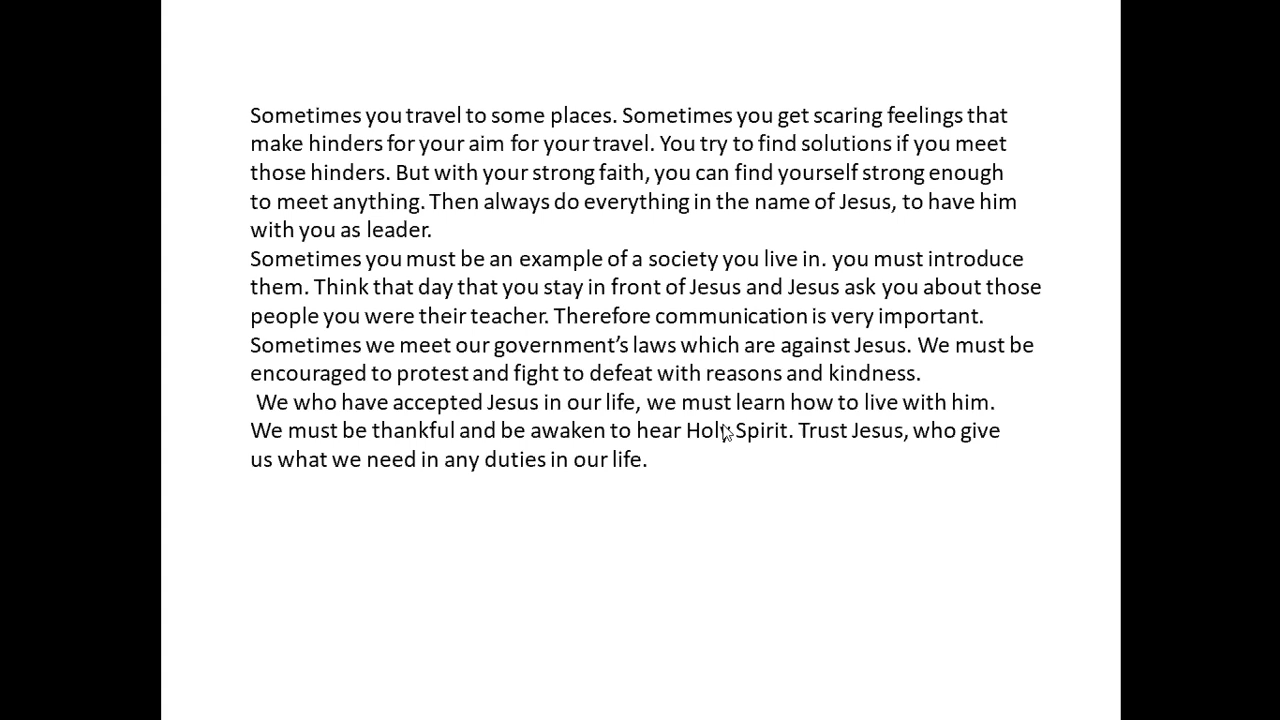 Sometimes you travel to some places. Sometimes you get scaring feelings that
make hinders for your aim for your travel. You try to find solutions if you meet
those hinders. But with your strong faith, you can find yourself strong enough
to meet anything. Then always do everything in the name of Jesus, to have him
with you as leader.
Sometimes you must be an example of a society you live in. you must introduce
them. Think that day that you stay in front of Jesus and Jesus ask you about those
people you were their teacher. Therefore communication is very important.
Sometimes we meet our government’s laws which are against Jesus. We must be
encouraged to protest and fight to defeat with reasons and kindness.
We who have accepted Jesus in our life, we must learn how to live with him.
We must be thankful and be awaken to hear Holy Spirit. Trust Jesus, who give
us what we need in any duties in our life.